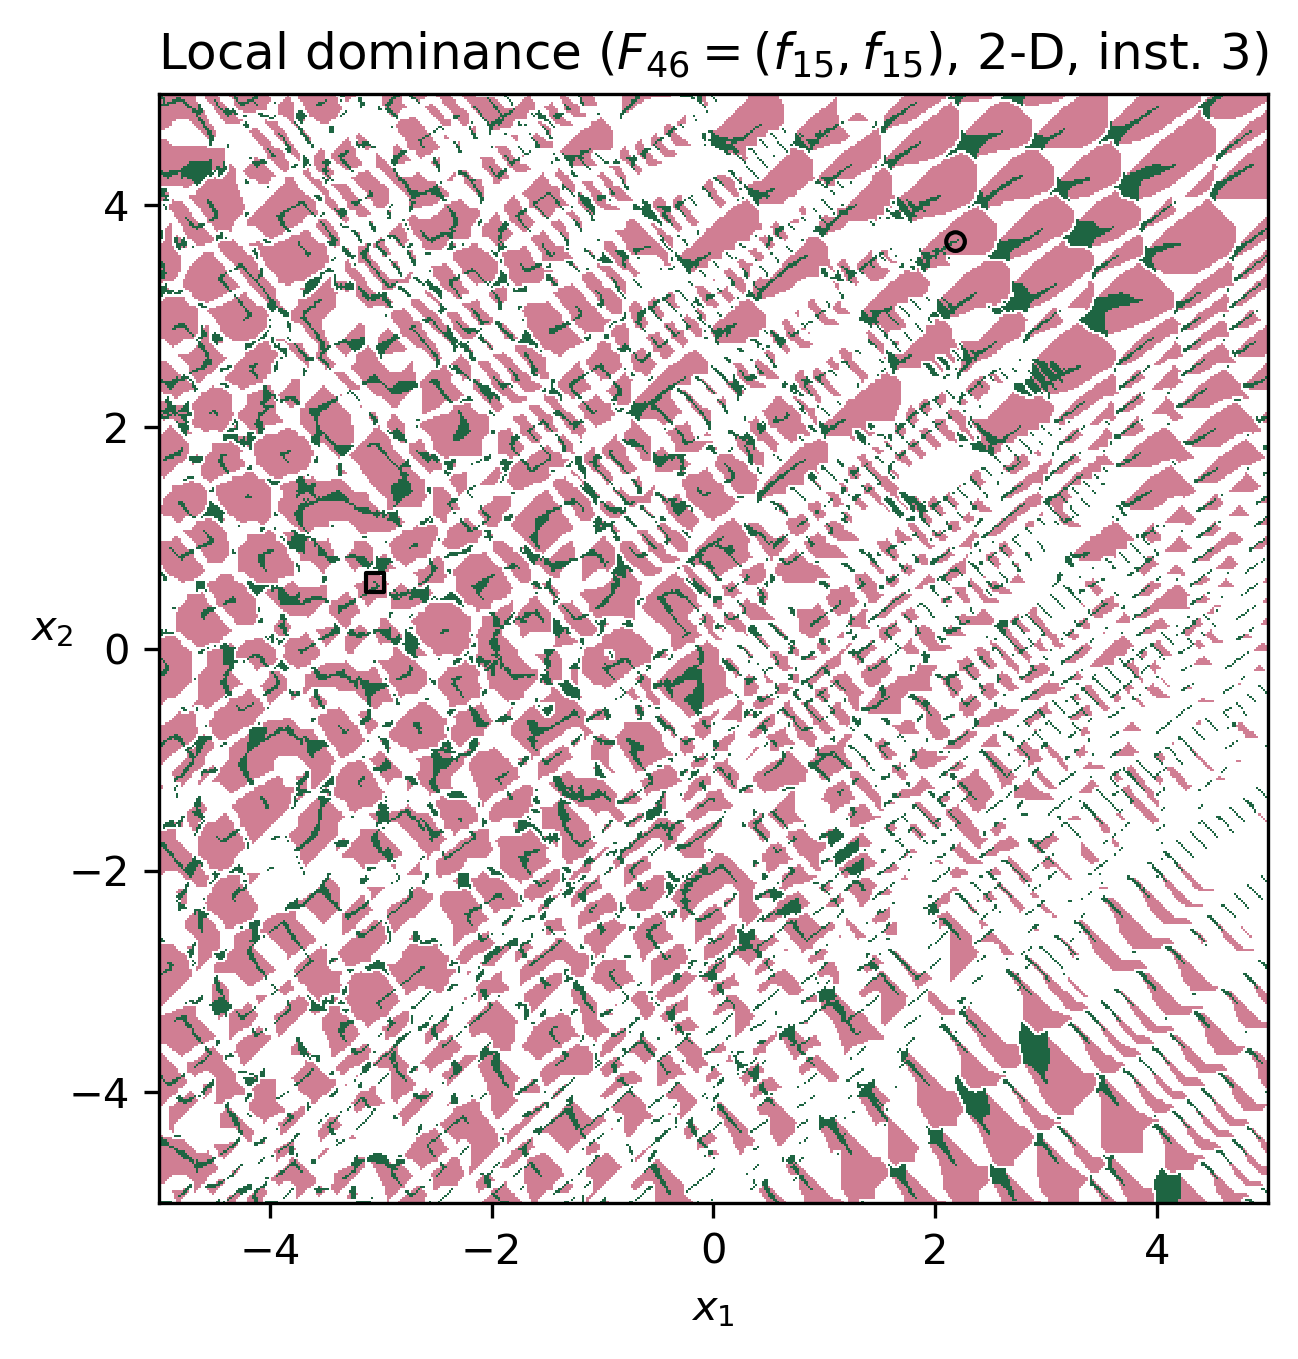 Local dominance (F₄₆ = (f₁₅, f₁₅), 2-D, inst. 3)
4
2
x₂
0
−2
−4
−4 −2 0 2 4
x₁